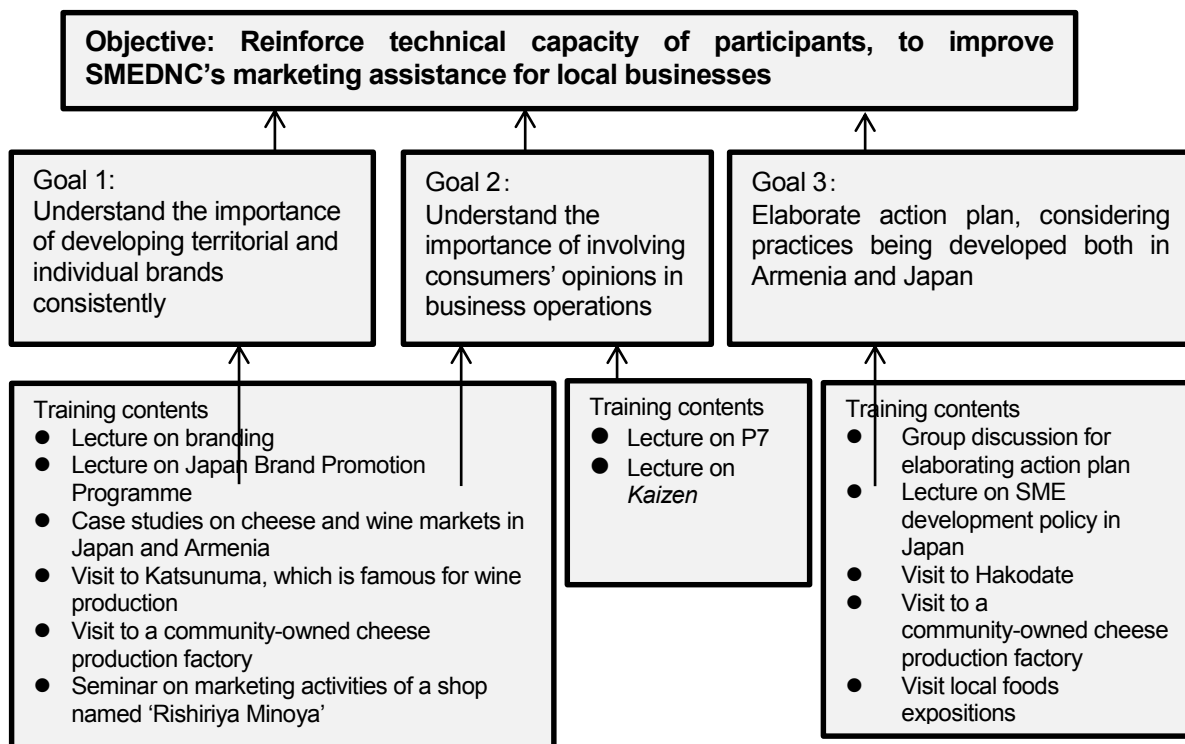 Objective: Reinforce technical capacity of participants, to improve
SMEDNC's marketing assistance for local businesses
Goal 1:
Understand the importance
of developing territorial and
individual brands
consistently
Goal 2:
Understand the
importance of involving
consumers' opinions in
business operations
Goal 3:
Elaborate action plan, considering
practices being developed both in
Armenia and Japan
Training contents
● Lecture on branding
● Lecture on Japan Brand Promotion
Programme
● Case studies on cheese and wine markets in
Japan and Armenia
● Visit to Katsunuma, which is famous for wine
production
● Visit to a community-owned cheese
production factory
● Seminar on marketing activities of a shop
named 'Rishiriya Minoya'
Training contents
● Lecture on P7
● Lecture on
Kaizen
Training contents
● Group discussion for
elaborating action plan
● Lecture on SME
development policy in
Japan
● Visit to Hakodate
● Visit to a
community-owned cheese
production factory
● Visit local foods
expositions